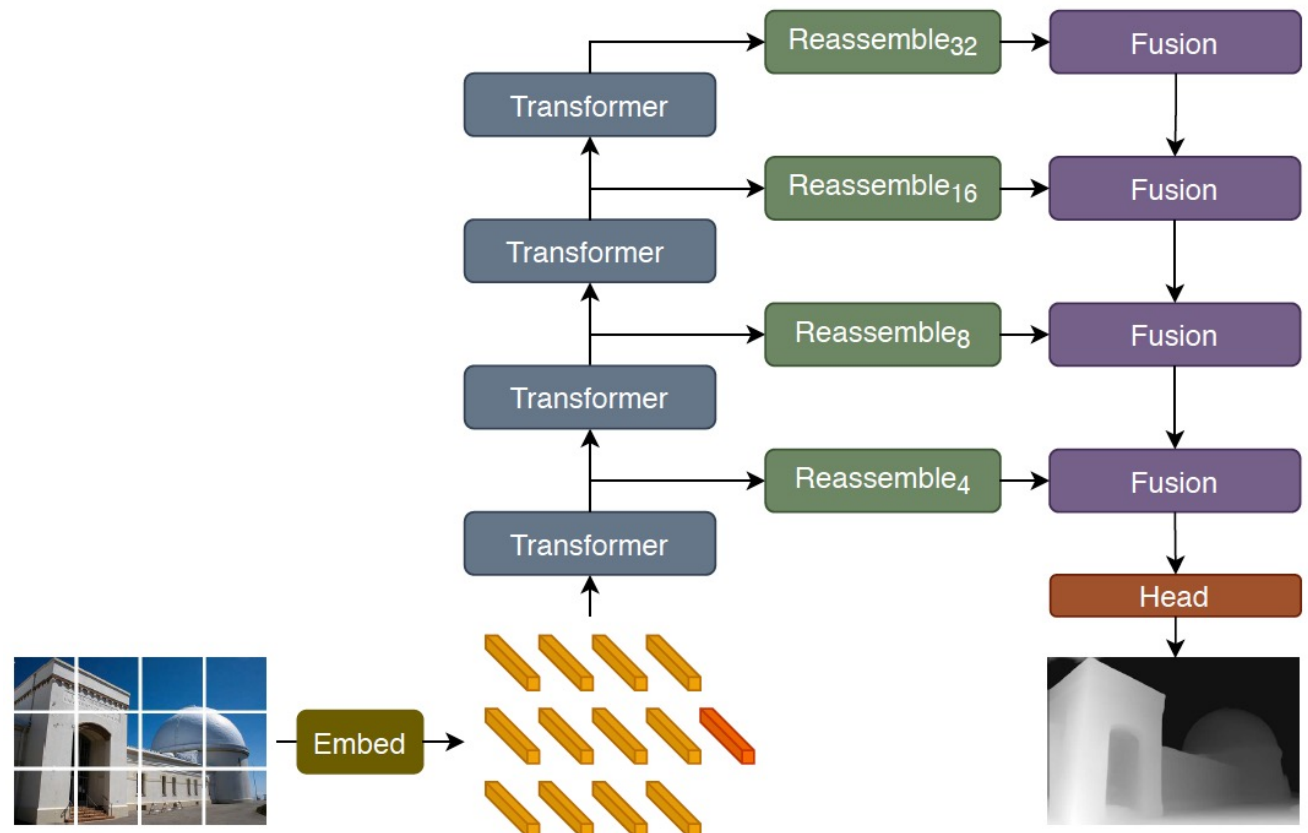 Reassemble32
Fusion
Transformer
Reassemble16
Fusion
Transformer
Reassemble8
Fusion
Transformer
Reassemble4
Fusion
Transformer
Head
Embed